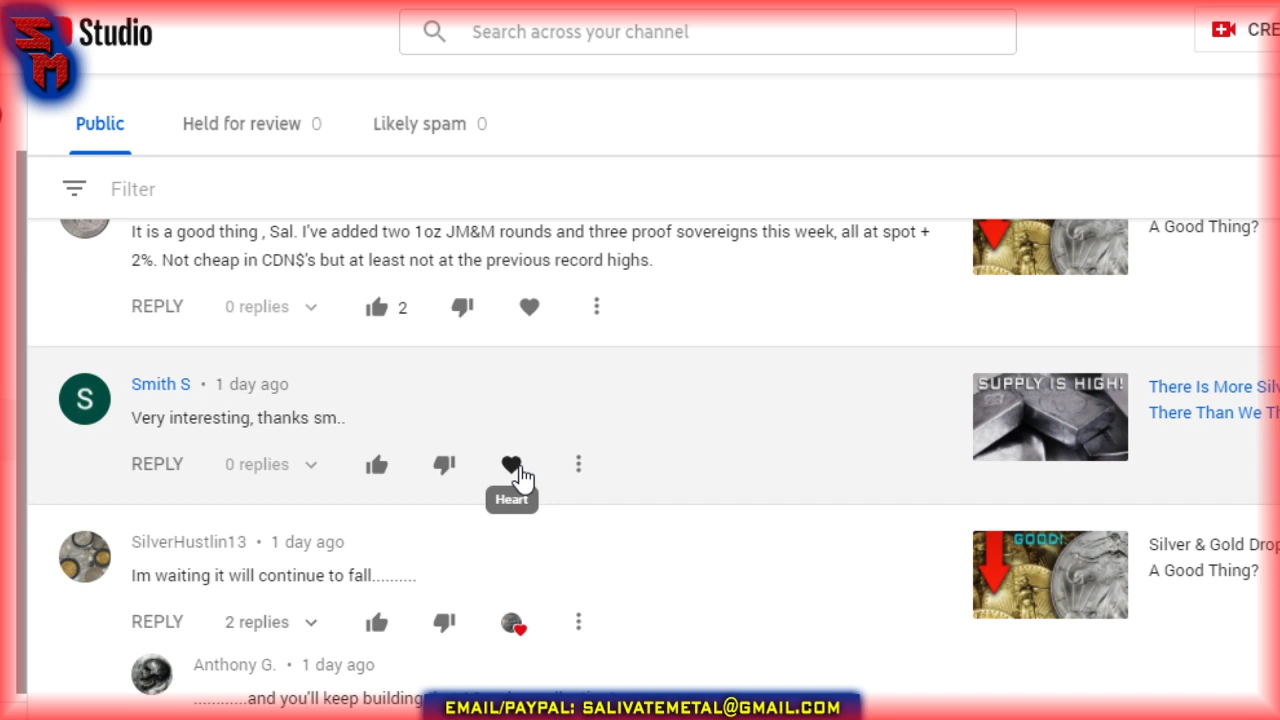 SM
Studio
Search across your channel
CRE
Public
Held for review 0
Likely spam 0
Filter
It is a good thing , Sal. I've added two 1oz JM&M rounds and three proof sovereigns this week, all at spot +
2%. Not cheap in CDN$'s but at least not at the previous record highs.
A Good Thing?
REPLY
0 replies
2
Smith S • 1 day ago
Very interesting, thanks sm..
SUPPLY IS HIGH!
There Is More Silv
There Than We Th
REPLY
0 replies
S
Heart
SilverHustlin13 • 1 day ago
Im waiting it will continue to fall..........
GOOD!
Silver & Gold Drop
A Good Thing?
REPLY
2 replies
Anthony G. • 1 day ago
............and you'll keep building
EMAIL/PAYPAL: SALIVATEMETAL@GMAIL.COM